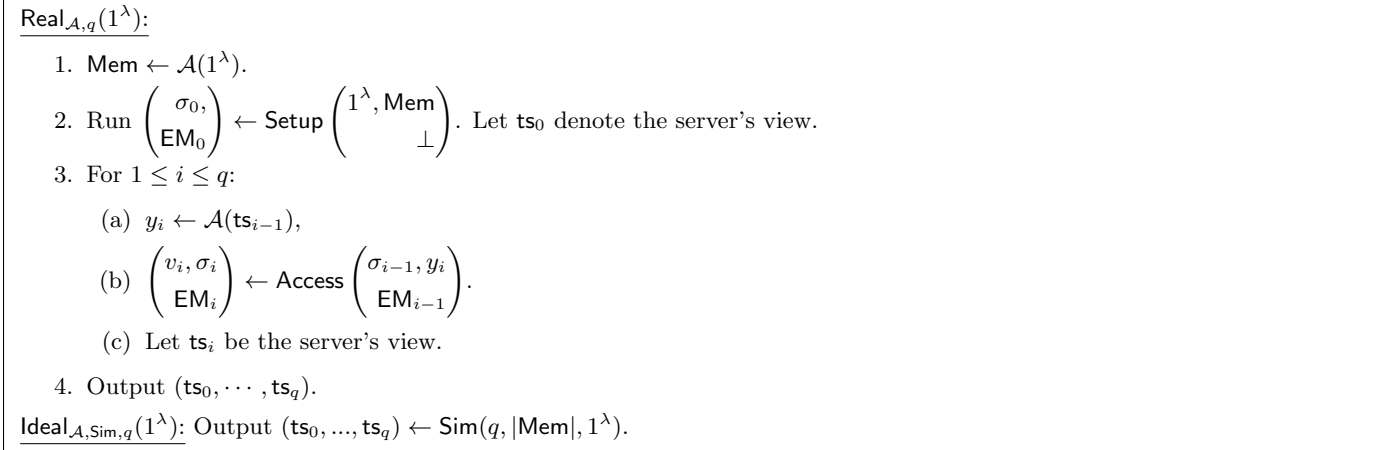 Real_{𝒜,q}(1^λ):
1. Mem ← 𝒜(1^λ).
2. Run (σ_0, EM_0) ← Setup (1^λ, Mem ⊥). Let ts_0 denote the server's view.
3. For 1 ≤ i ≤ q:
(a) y_i ← 𝒜(ts_{i−1}),
(b) (v_i, σ_i EM_i) ← Access (σ_{i−1}, y_i EM_{i−1}).
(c) Let ts_i be the server's view.
4. Output (ts_0, ⋯ , ts_q).
Ideal_{𝒜,Sim,q}(1^λ): Output (ts_0, ..., ts_q) ← Sim(q, |Mem|, 1^λ).